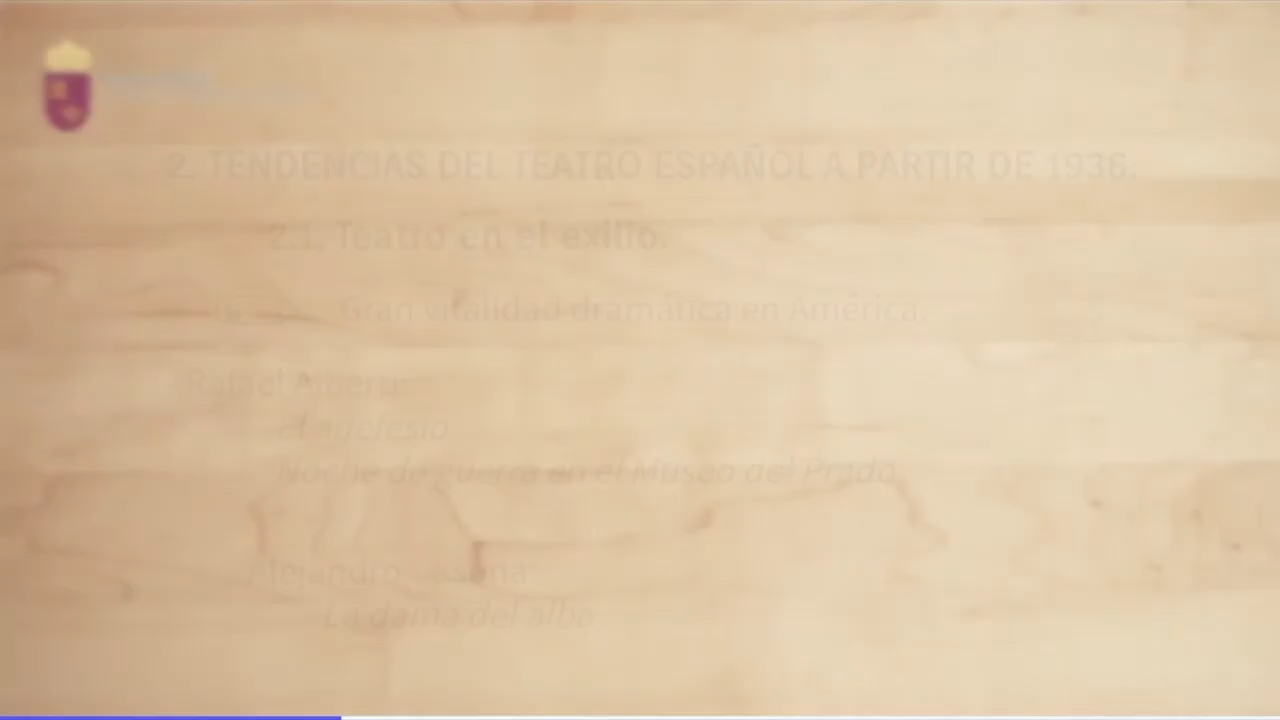 2. TENDENCIAS DEL TEATRO ESPAÑOL A PARTIR DE 1936.
2.1. Teatro en el exilio.
Gran vitalidad dramática en América.
Rafael Alberti
El adefesio
Noche de guerra en el Museo del Prado
Alejandro Casona
La dama del alba